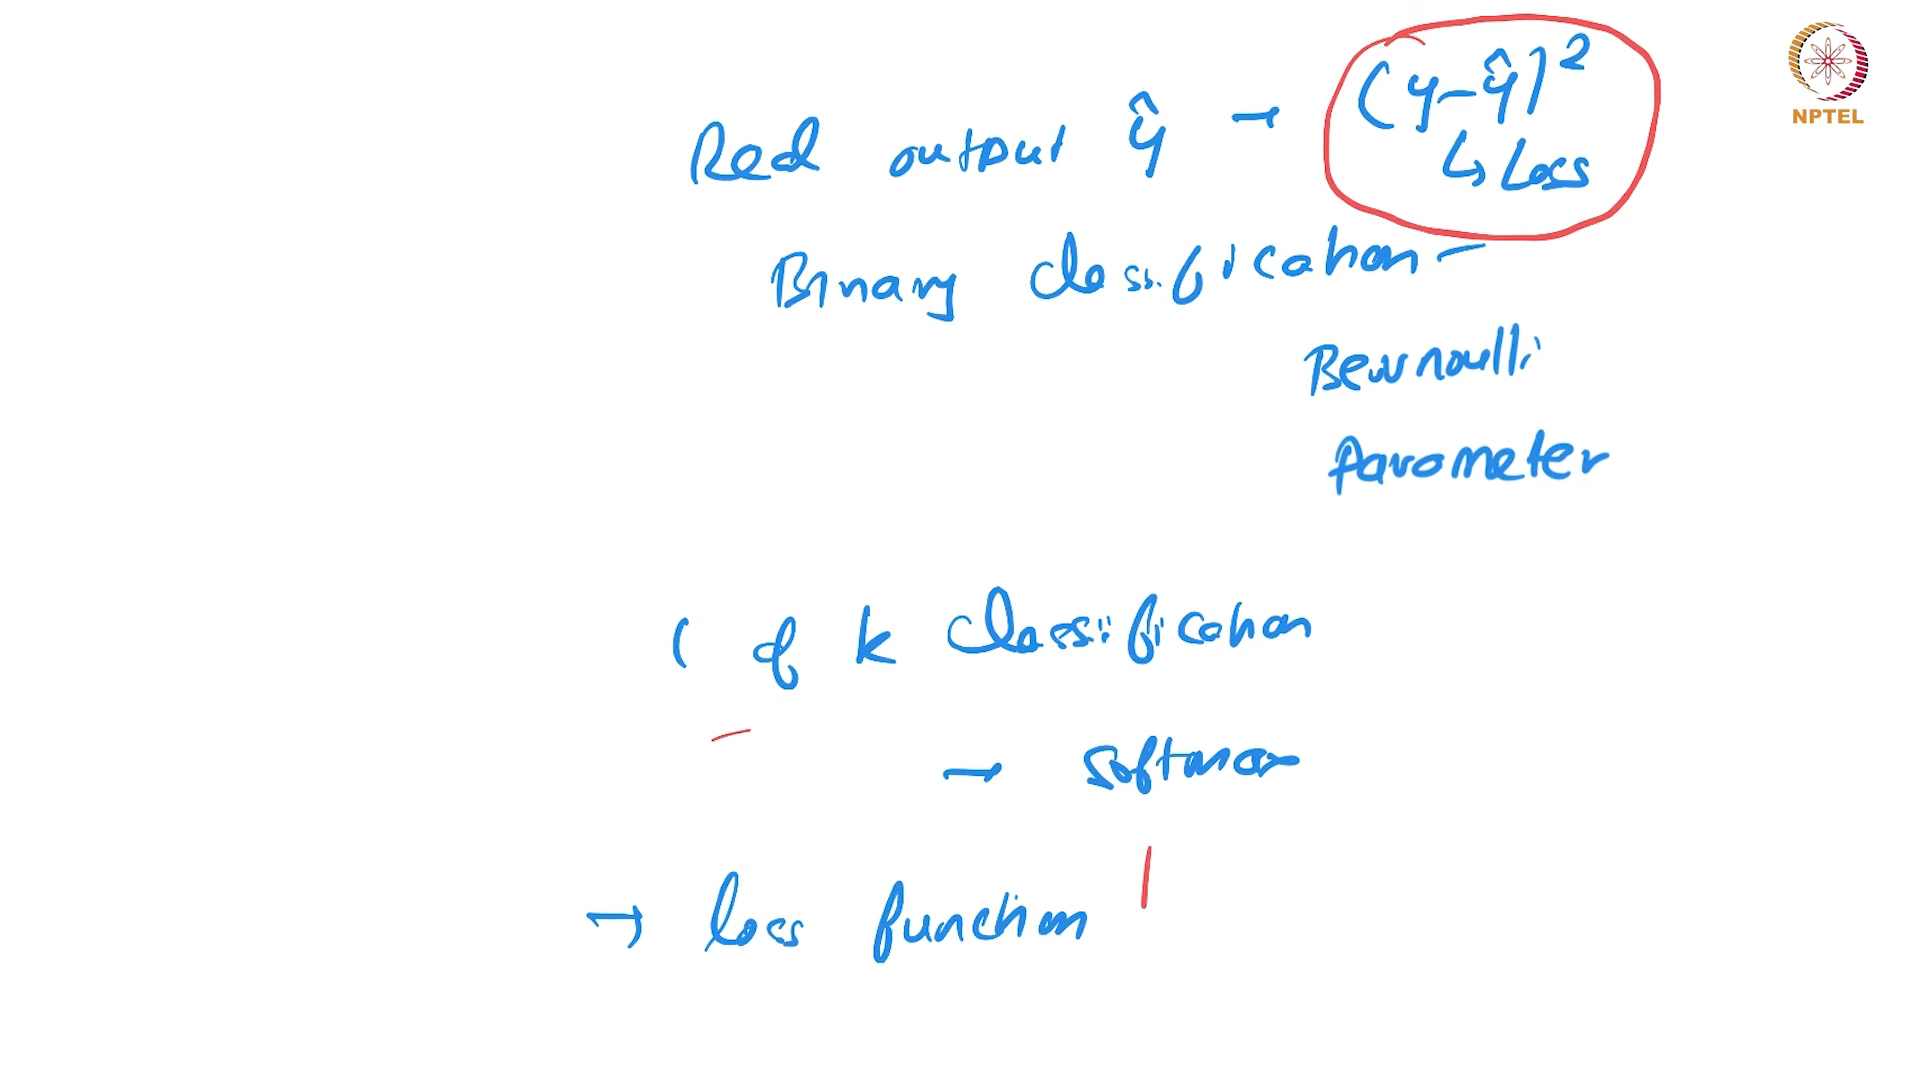 Real output ŷ → (y-ŷ)²
↳ Loss
NPTEL
Binary classification -
Bernoulli
Parameter
1 of k classification
→ softmax
→ loss function